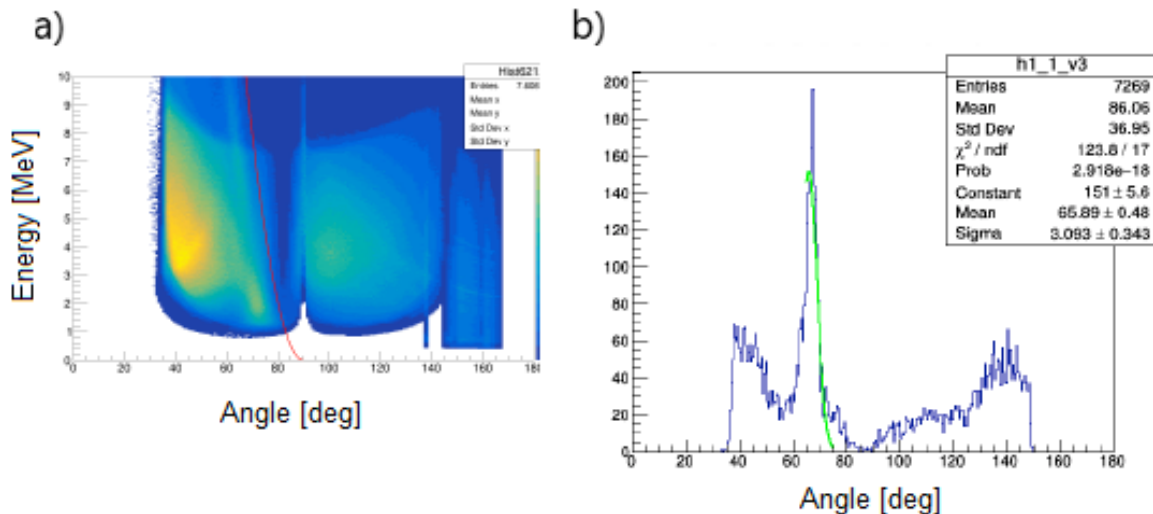 a)
Energy [MeV]
10
9
8
7
6
5
4
3
2
1
0
0 20 40 60 80 100 120 140 160
Angle [deg]
Entries
Mean x
Mean y
Std Dev x
Std Dev y
b)
h1_1_v3
Entries 7269
Mean 86.06
Std Dev 36.95
χ² / ndf 123.8 / 17
Prob 2.918e−18
Constant 151 ± 5.6
Mean 65.89 ± 0.48
Sigma 3.093 ± 0.343
200
180
160
140
120
100
80
60
40
20
0
0 20 40 60 80 100 120 140 160 180
Angle [deg]